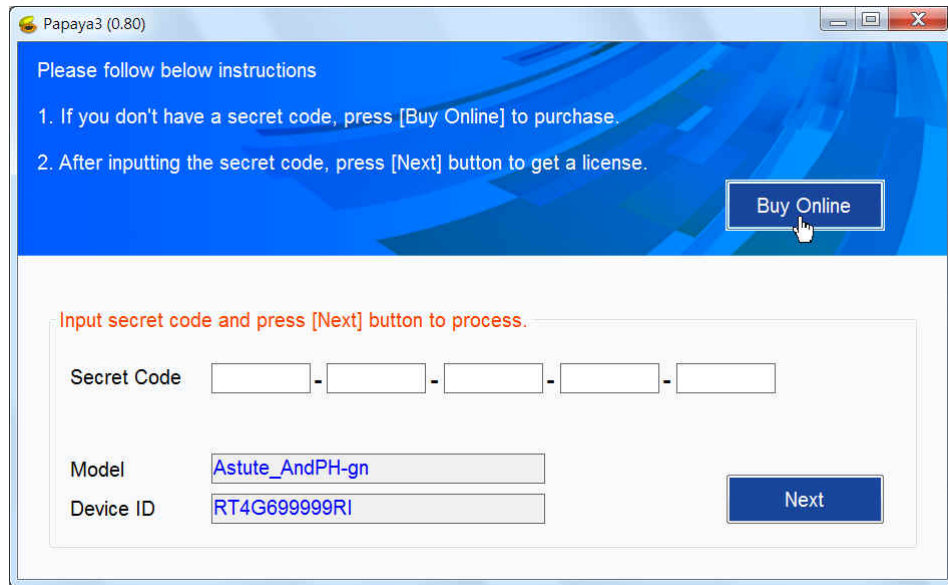 Papaya3 (0.80)
Please follow below instructions
1. If you don't have a secret code, press [Buy Online] to purchase.
2. After inputting the secret code, press [Next] button to get a license.
Buy Online
Input secret code and press [Next] button to process.
Secret Code - - - -
Model Astute_AndPH-gn
Device ID RT4G699999RI
Next